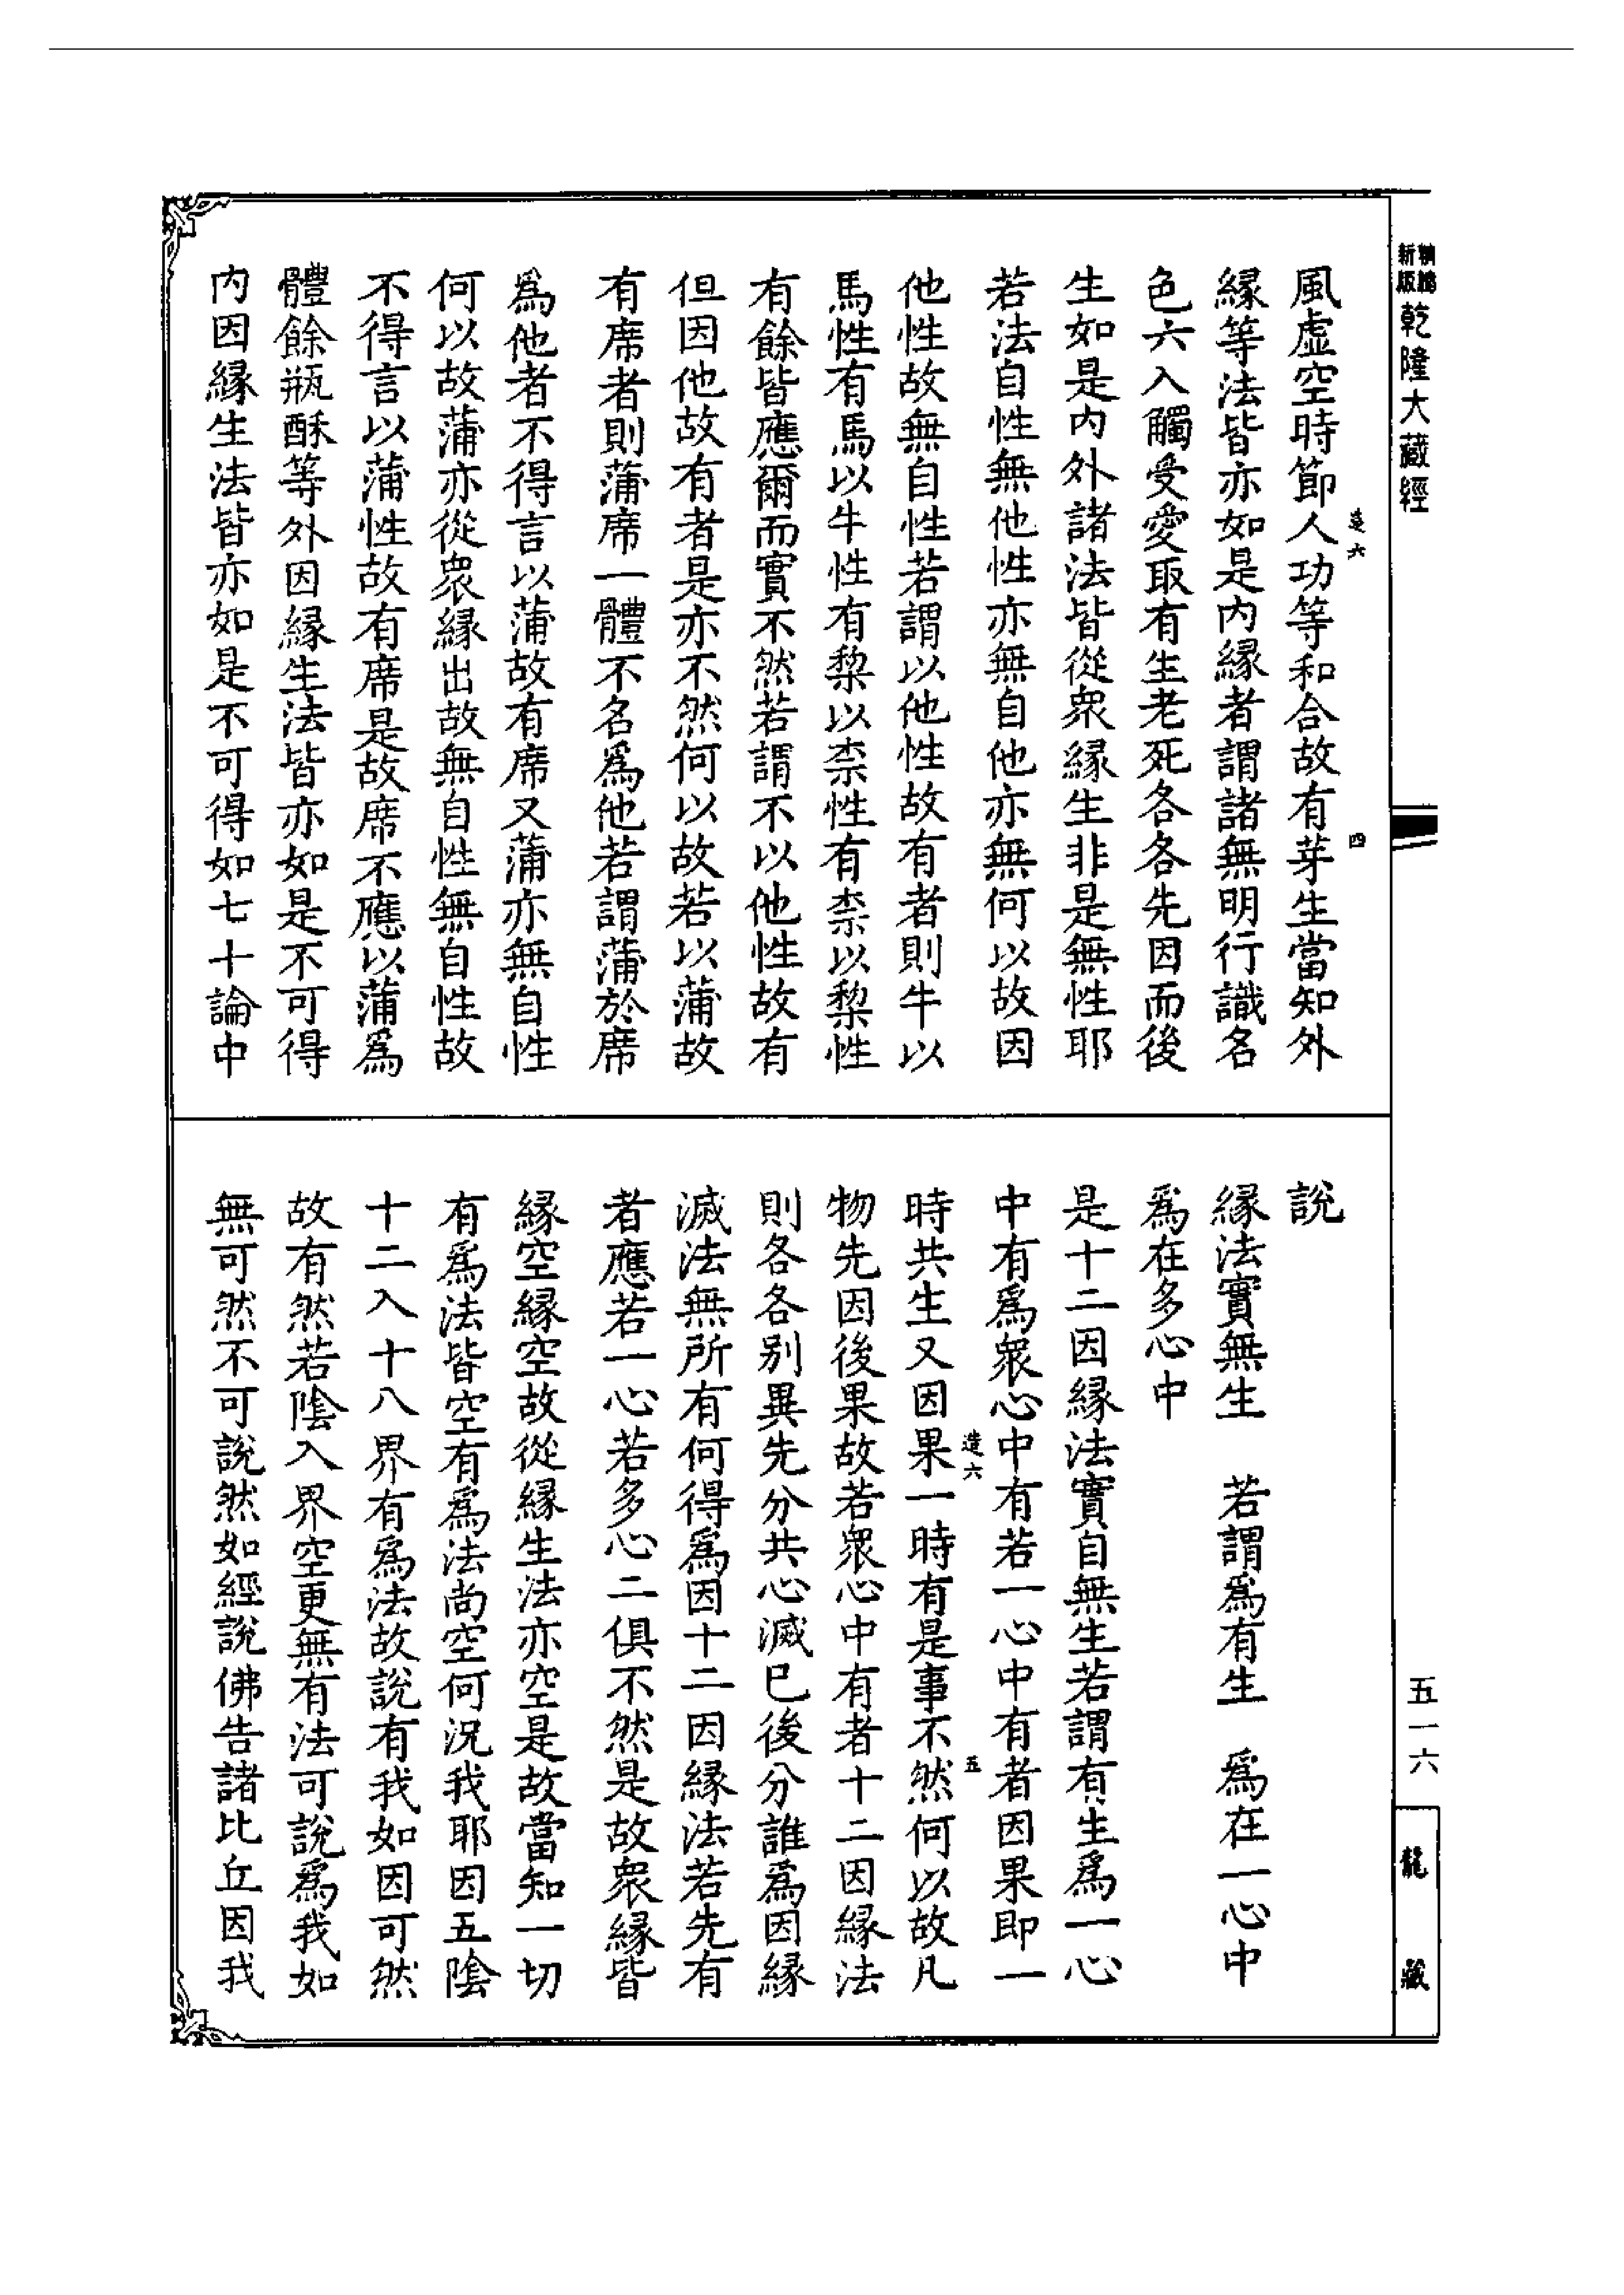 新版
精縮
乾隆大藏經
造六
四
風虛空時節人功等和合故有芽生當知外
緣等法皆亦如是內緣者謂諸無明行識名
色六入觸受愛取有生老死各各先因而後
生如是內外諸法皆從衆緣生非是無性耶
若法自性無他性亦無自他亦無何以故因
他性故無自性若謂以他性故有者則牛以
馬性有馬以牛性有梨以柰性有柰以梨性
有餘皆應爾而實不然若謂不以他性故有
但因他故有者是亦不然何以故若以蒲故
有席者則蒲席一體不名爲他若謂蒲於席
爲他者不得言以蒲故有席又蒲亦無自性
何以故蒲亦從衆緣出故無自性無自性故
不得言以蒲性故有席是故席不應以蒲爲
體餘瓶酥等外因緣生法皆亦如是不可得
內因緣生法皆亦如是不可得如七十論中
說
緣法實無生　若謂爲有生　爲在一心中
爲在多心中
是十二因緣法實自無生若謂有生爲一心
中有爲衆心中有若一心中有者因果即一
造六
五
時共生又因果一時有是事不然何以故凡
物先因後果故若衆心中有者十二因緣法
則各各別異先分共心滅已後分誰爲因緣
滅法無所有何得爲因十二因緣法若先有
者應若一心若多心二俱不然是故衆緣皆
緣空緣空故從緣生法亦空是故當知一切
有爲法皆空有爲法尚空何況我耶因五陰
十二入十八界有爲法故說有我如因可然
故有然若陰入界空更無有法可說爲我如
無可然不可說然如經說佛告諸比丘因我
五一六
龍藏